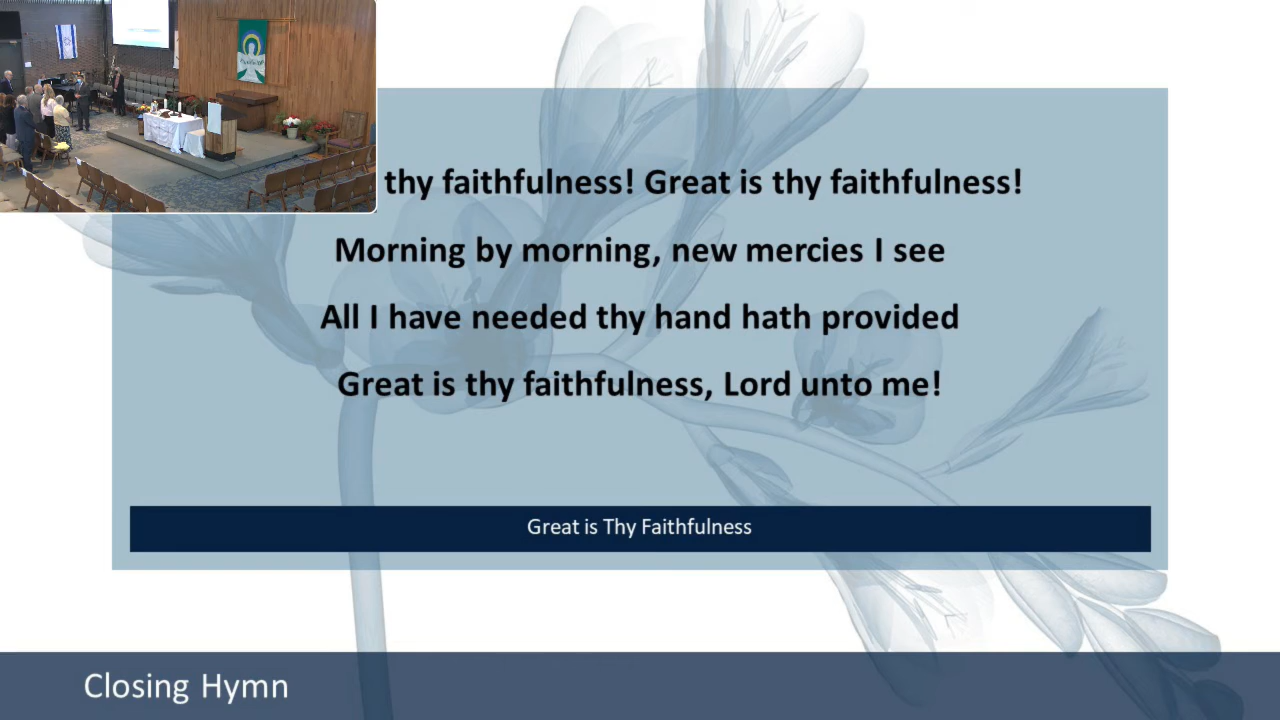 thy faithfulness! Great is thy faithfulness!
Morning by morning, new mercies I see
All I have needed thy hand hath provided
Great is thy faithfulness, Lord unto me!
Great is Thy Faithfulness
Closing Hymn